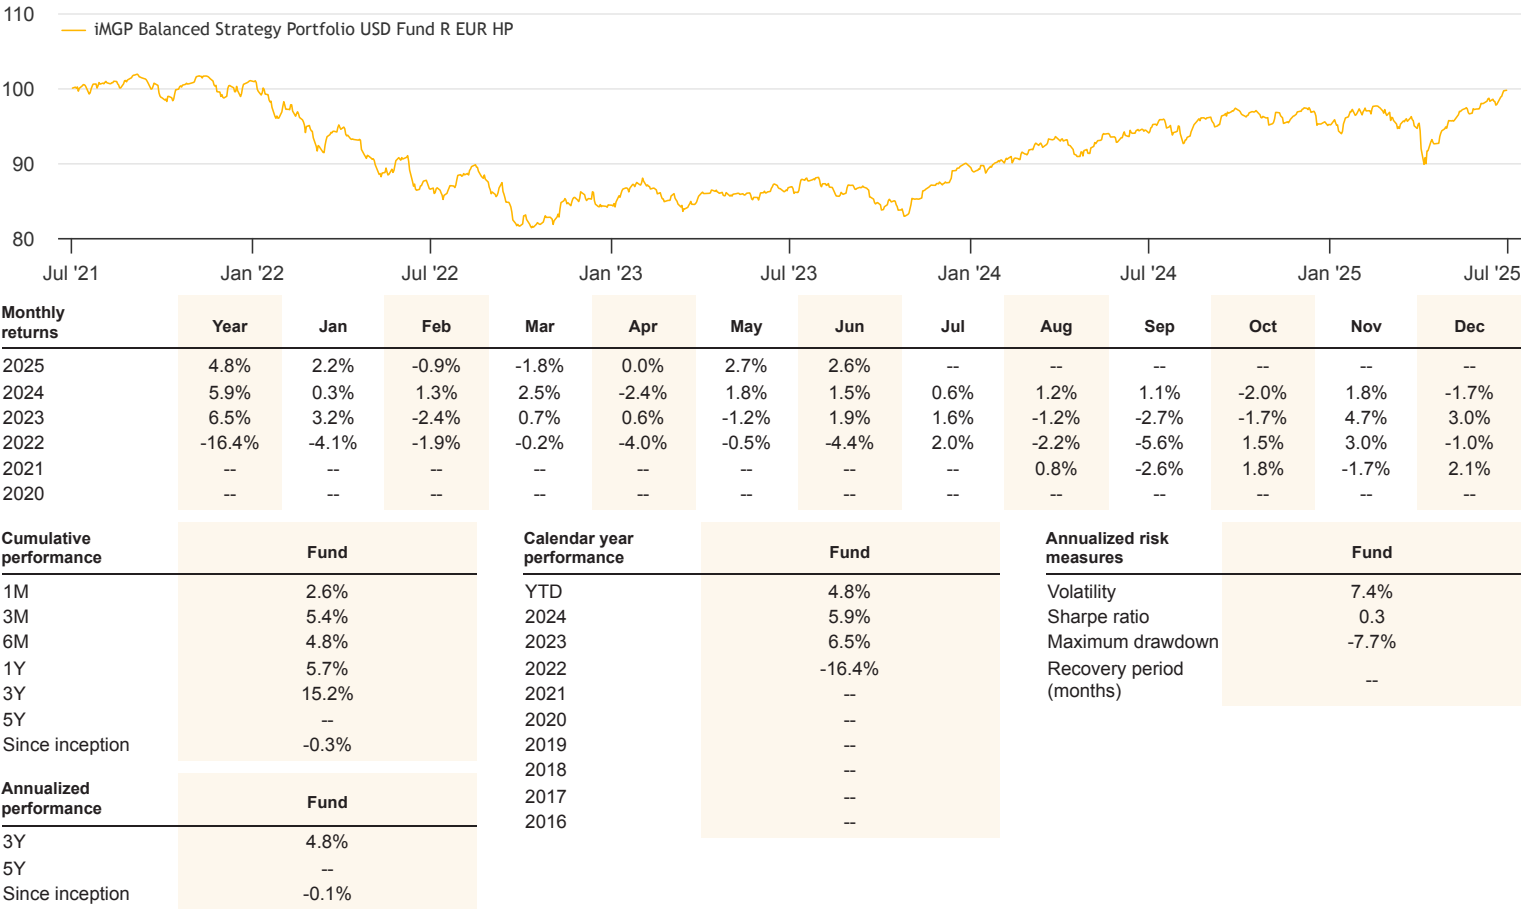 110
iMGP Balanced Strategy Portfolio USD Fund R EUR HP
100
90
80
Jul '21 Jan '22 Jul '22 Jan '23 Jul '23 Jan '24 Jul '24 Jan '25 Jul '25
Monthly
returns Year Jan Feb Mar Apr May Jun Jul Aug Sep Oct Nov Dec
2025 4.8% 2.2% -0.9% -1.8% 0.0% 2.7% 2.6% -- -- -- -- -- --
2024 5.9% 0.3% 1.3% 2.5% -2.4% 1.8% 1.5% 0.6% 1.2% 1.1% -2.0% 1.8% -1.7%
2023 6.5% 3.2% -2.4% 0.7% 0.6% -1.2% 1.9% 1.6% -1.2% -2.7% -1.7% 4.7% 3.0%
2022 -16.4% -4.1% -1.9% -0.2% -4.0% -0.5% -4.4% 2.0% -2.2% -5.6% 1.5% 3.0% -1.0%
2021 -- -- -- -- -- -- -- -- 0.8% -2.6% 1.8% -1.7% 2.1%
2020 -- -- -- -- -- -- -- -- -- -- -- -- --
Cumulative
performance Fund
1M 2.6%
3M 5.4%
6M 4.8%
1Y 5.7%
3Y 15.2%
5Y --
Since inception -0.3%
Annualized
performance Fund
3Y 4.8%
5Y --
Since inception -0.1%
Calendar year
performance Fund
YTD 4.8%
2024 5.9%
2023 6.5%
2022 -16.4%
2021 --
2020 --
2019 --
2018 --
2017 --
2016 --
Annualized risk
measures Fund
Volatility 7.4%
Sharpe ratio 0.3
Maximum drawdown -7.7%
Recovery period
(months) --